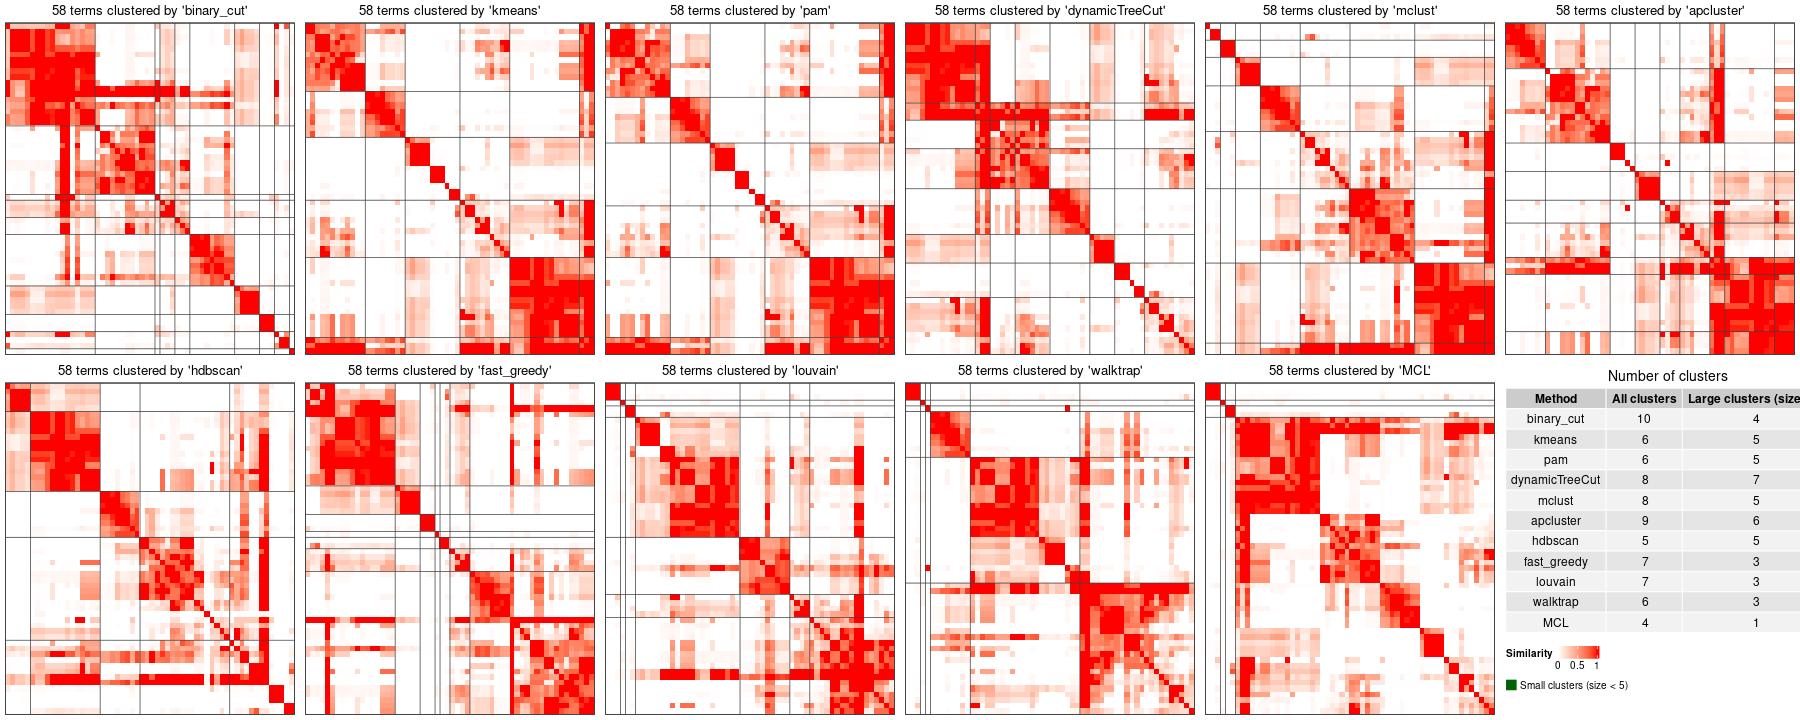 58 terms clustered by 'binary_cut'
58 terms clustered by 'kmeans'
58 terms clustered by 'pam'
58 terms clustered by 'dynamicTreeCut'
58 terms clustered by 'mclust'
58 terms clustered by 'apcluster'
58 terms clustered by 'hdbscan'
58 terms clustered by 'fast_greedy'
58 terms clustered by 'louvain'
58 terms clustered by 'walktrap'
58 terms clustered by 'MCL'
Number of clusters
Method All clusters Large clusters (size
binary_cut 10 4
kmeans 6 5
pam 6 5
dynamicTreeCut 8 7
mclust 8 5
apcluster 9 6
hdbscan 5 5
fast_greedy 7 3
louvain 7 3
walktrap 6 3
MCL 4 1
Similarity
0 0.5 1
Small clusters (size < 5)